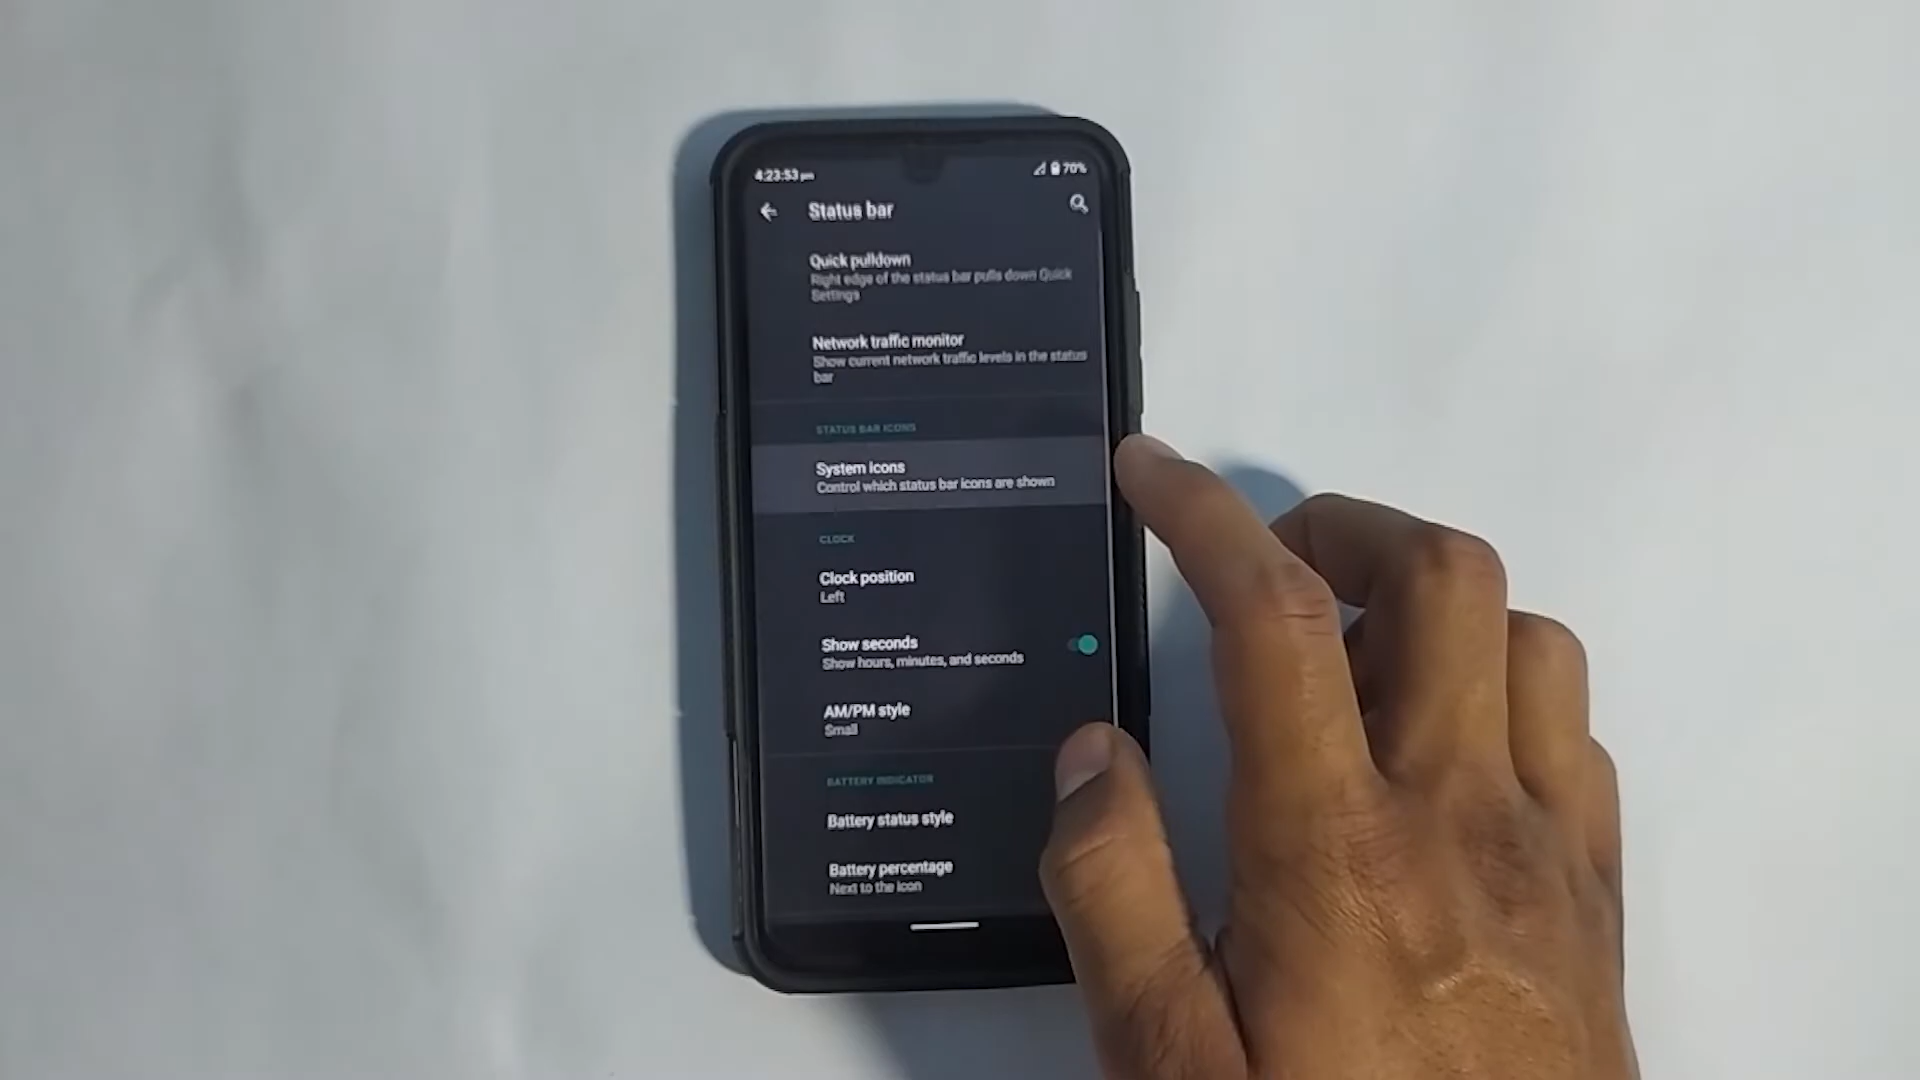 4:23:53 pm
70%
Status bar
Quick pulldown
Right edge of the status bar pulls down Quick
Settings
Network traffic monitor
Show current network traffic levels in the status
bar
STATUS BAR ICONS
System icons
Control which status bar icons are shown
CLOCK
Clock position
Left
Show seconds
Show hours, minutes, and seconds
AM/PM style
Small
BATTERY INDICATOR
Battery status style
Battery percentage
Next to the icon